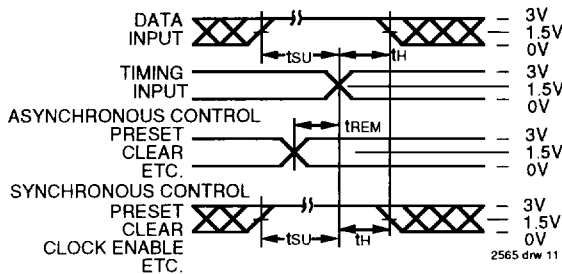 DATA
INPUT
tSU
tH
3V
1.5V
0V
TIMING
INPUT
3V
1.5V
0V
ASYNCHRONOUS CONTROL
PRESET
CLEAR
ETC.
tREM
3V
1.5V
0V
SYNCHRONOUS CONTROL
PRESET
CLEAR
CLOCK ENABLE
ETC.
tSU
tH
3V
1.5V
0V
2565 drw 11